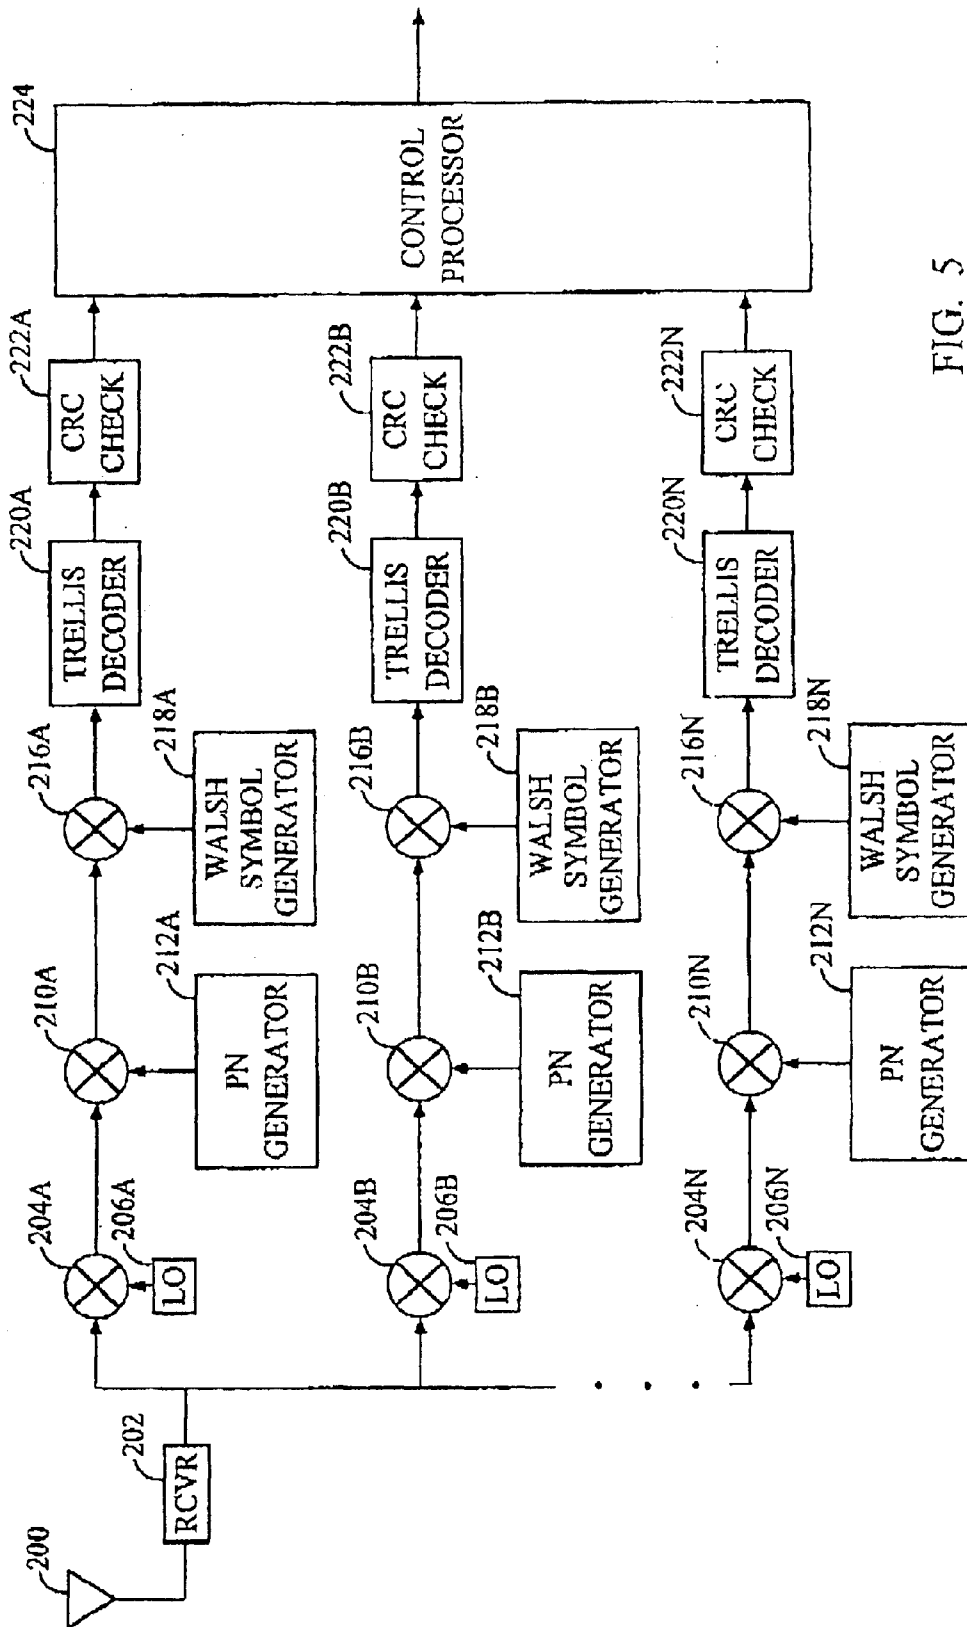 200
202
RCVR
204A
206A
LO
210A
212A
PN
GENERATOR
216A
218A
WALSH
SYMBOL
GENERATOR
220A
TRELLIS
DECODER
222A
CRC
CHECK
204B
206B
LO
210B
212B
PN
GENERATOR
216B
218B
WALSH
SYMBOL
GENERATOR
220B
TRELLIS
DECODER
222B
CRC
CHECK
204N
206N
LO
210N
212N
PN
GENERATOR
216N
218N
WALSH
SYMBOL
GENERATOR
220N
TRELLIS
DECODER
222N
CRC
CHECK
224
CONTROL
PROCESSOR
FIG. 5